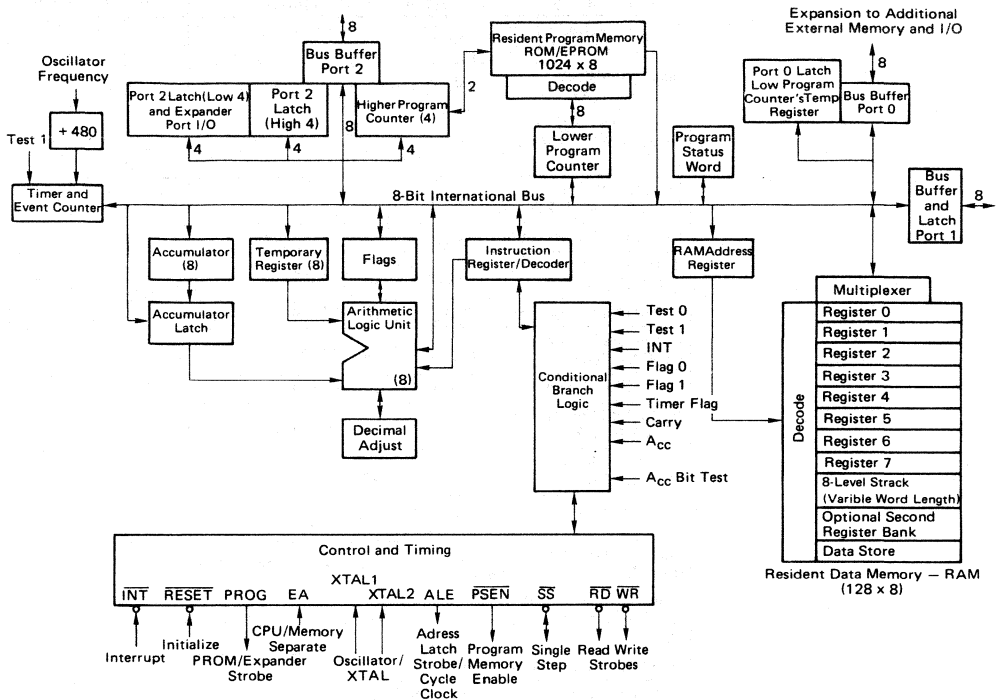 Oscillator
Frequency
Test 1
+ 480
Timer and
Event Counter
8
Bus Buffer
Port 2
Port 2 Latch(Low 4)
and Expander
Port I/O
Port 2
Latch
(High 4)
Higher Program
Counter (4)
4
4
8
4
2
Resident Program Memory
ROM/EPROM
1024 x 8
Decode
8
Lower
Program
Counter
Program
Status
Word
Expansion to Additional
External Memory and I/O
8
Port 0 Latch
Low Program
Counter'sTemp
Register
Bus Buffer
Port 0
Bus
Buffer
and
Latch
Port 1
8
8-Bit International Bus
Accumulator
(8)
Temporary
Register (8)
Flags
Instruction
Register/Decoder
RAMAddress
Register
Accumulator
Latch
Arithmetic
Logic Unit
(8)
Decimal
Adjust
Conditional
Branch
Logic
Test 0
Test 1
INT
Flag 0
Flag 1
Timer Flag
Carry
ACC
ACC Bit Test
Multiplexer
Decode
Register 0
Register 1
Register 2
Register 3
Register 4
Register 5
Register 6
Register 7
8-Level Strack
(Varible Word Length)
Optional Second
Register Bank
Data Store
Resident Data Memory — RAM
(128 x 8)
Control and Timing
XTAL1
INT RESET PROG EA XTAL2 ALE PSEN SS RD WR
Interrupt
Initialize
PROM/Expander
Strobe
CPU/Memory
Separate
Oscillator/
XTAL
Adress
Latch
Strobe/
Cycle
Clock
Program
Memory
Enable
Single
Step
Read Write
Strobes